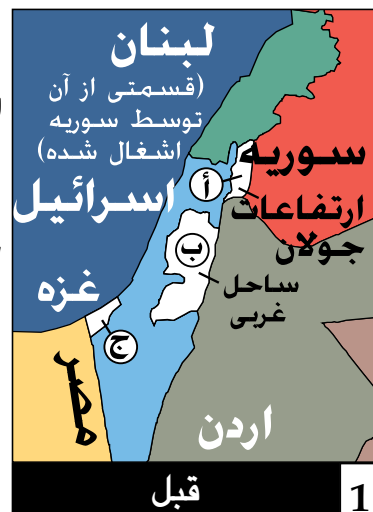 لبنان
(قسمتی از آن
توسط سوریه
اشغال شده)
سوریه
أ
اسرائیل
ارتفاعات
جولان
ب
ساحل
غربی
غزه
ج
مصر
اردن
قبل
1